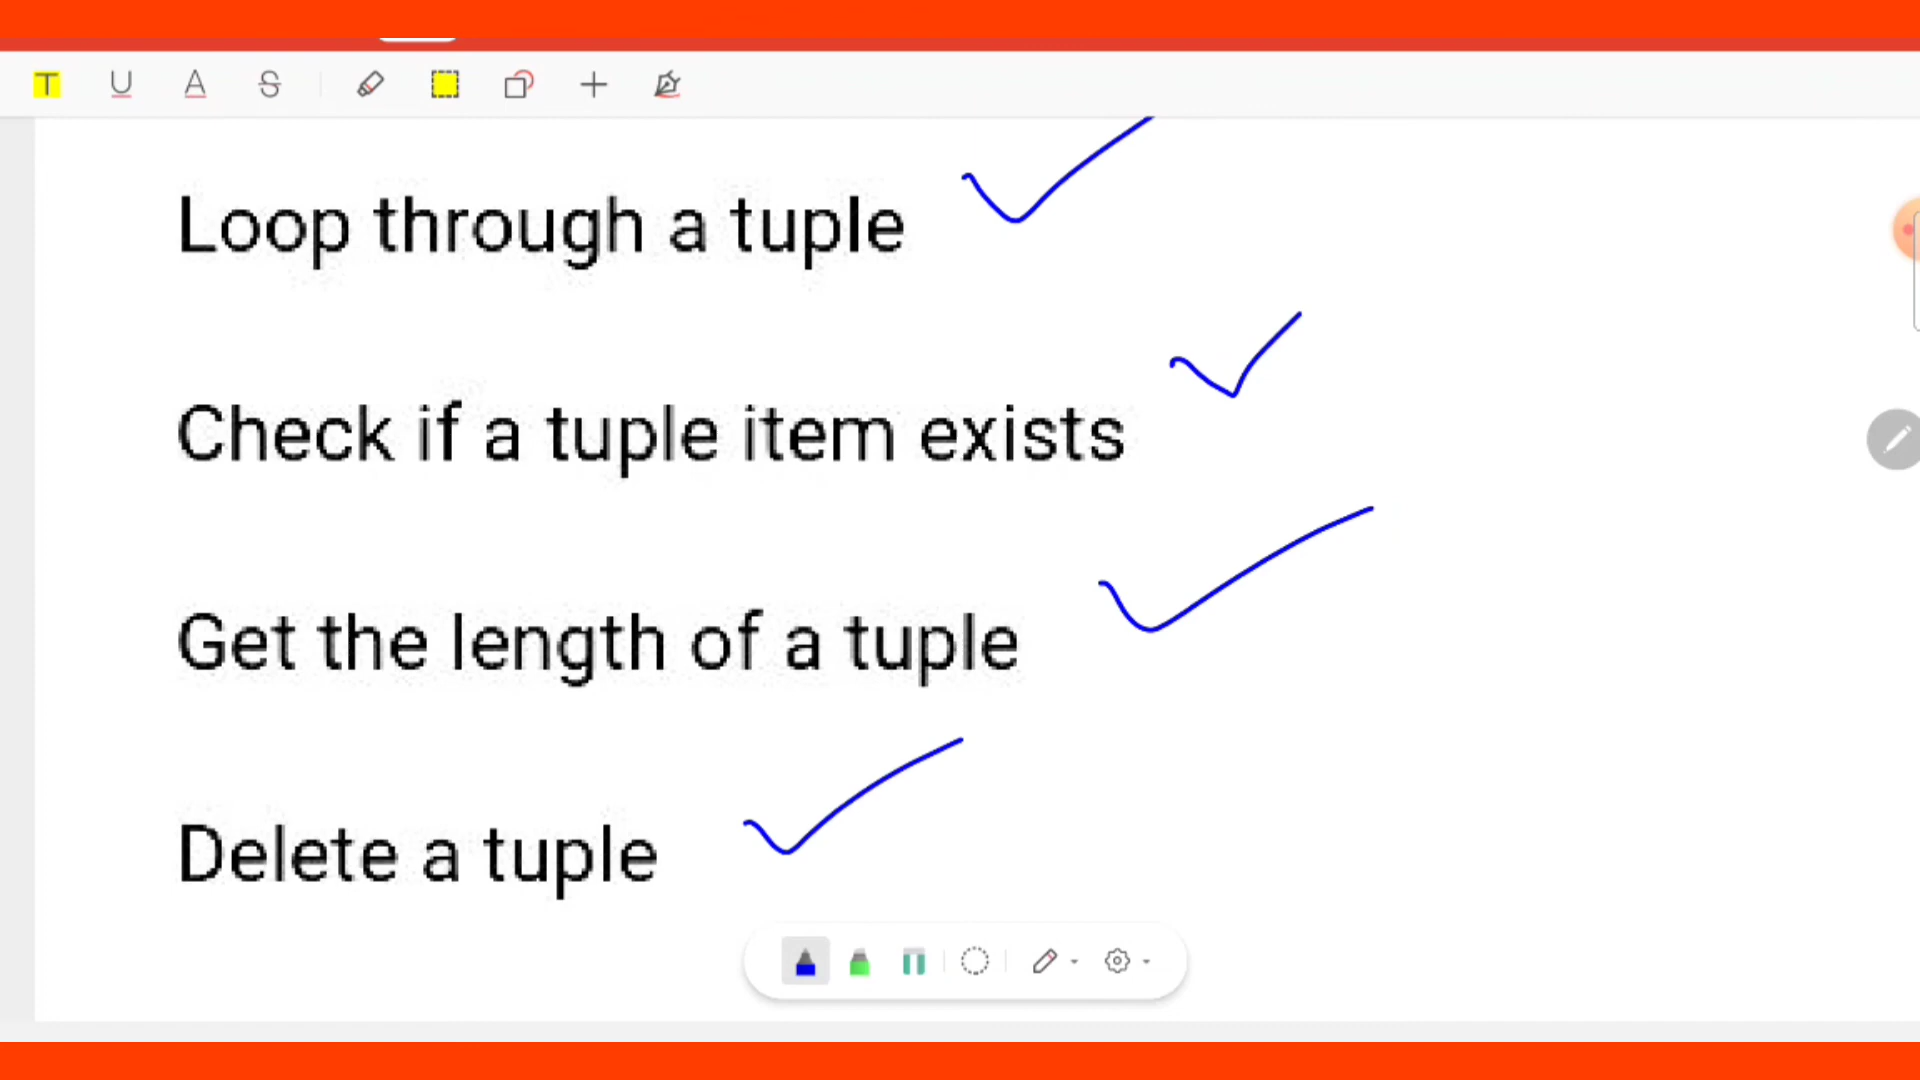 Loop through a tuple
Check if a tuple item exists
Get the length of a tuple
Delete a tuple